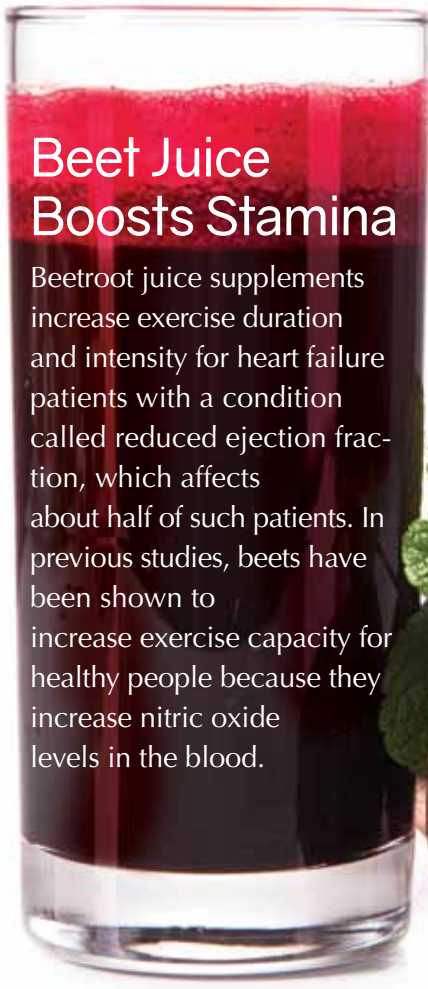 Beet Juice
Boosts Stamina
Beetroot juice supplements
increase exercise duration
and intensity for heart failure
patients with a condition
called reduced ejection frac-
tion, which affects
about half of such patients. In
previous studies, beets have
been shown to
increase exercise capacity for
healthy people because they
increase nitric oxide
levels in the blood.